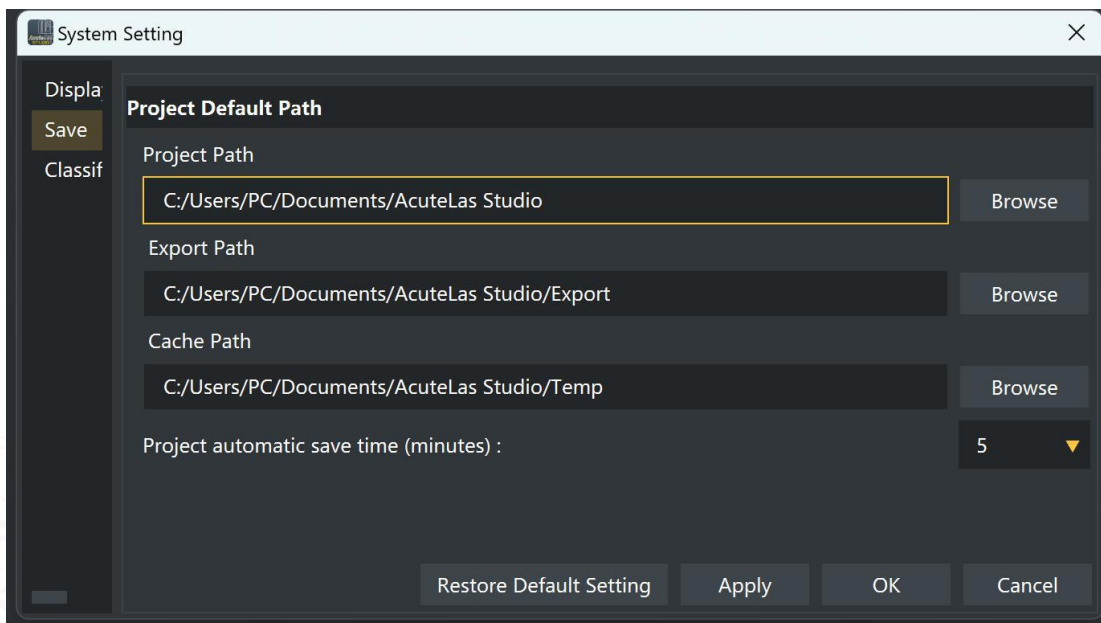 System Setting
Displa
Save
Classif
Project Default Path
Project Path
C:/Users/PC/Documents/AcuteLas Studio
Browse
Export Path
C:/Users/PC/Documents/AcuteLas Studio/Export
Browse
Cache Path
C:/Users/PC/Documents/AcuteLas Studio/Temp
Browse
Project automatic save time (minutes) :
5
Restore Default Setting
Apply
OK
Cancel